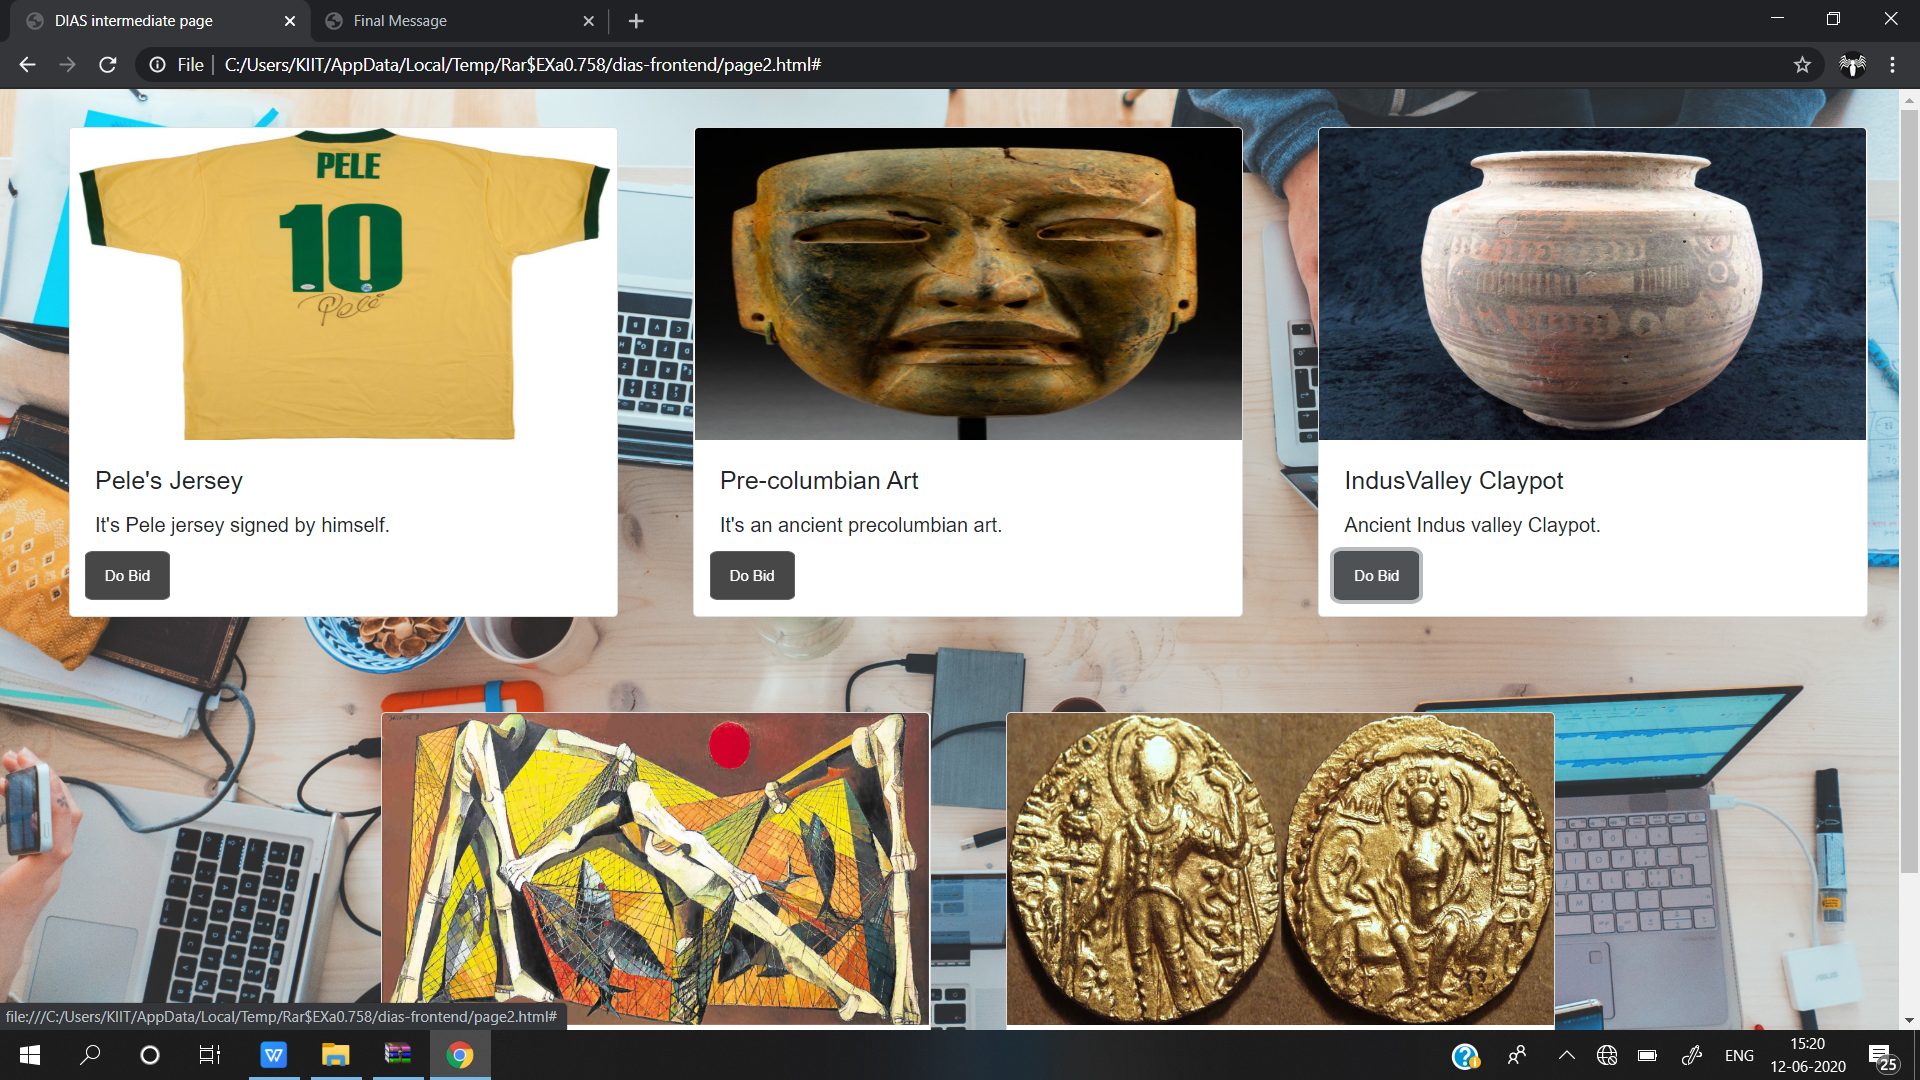 DIAS intermediate page
Final Message
File
C:/Users/KIIT/AppData/Local/Temp/Rar$EXa0.758/dias-frontend/page2.html#
PELE
10
Pelé
Pele's Jersey
It's Pele jersey signed by himself.
Do Bid
Pre-columbian Art
It's an ancient precolumbian art.
Do Bid
IndusValley Claypot
Ancient Indus valley Claypot.
Do Bid
file:///C:/Users/KIIT/AppData/Local/Temp/Rar$EXa0.758/dias-frontend/page2.html#
W
ENG
15:20
12-06-2020
25